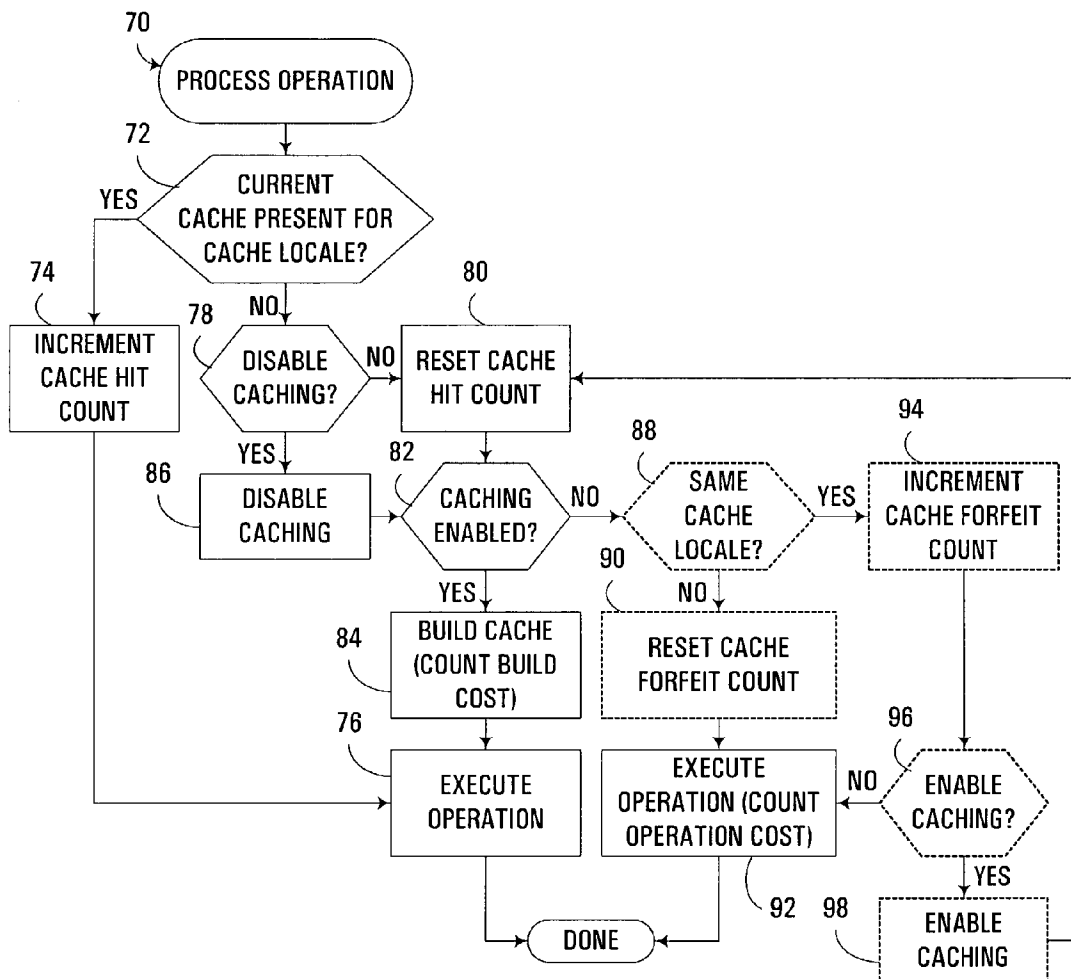 70
PROCESS OPERATION
72
YES
CURRENT
CACHE PRESENT FOR
CACHE LOCALE?
NO
74
INCREMENT
CACHE HIT
COUNT
78
DISABLE
CACHING?
NO
80
RESET CACHE
HIT COUNT
YES
86
DISABLE
CACHING
82
CACHING
ENABLED?
NO
88
SAME
CACHE
LOCALE?
YES
94
INCREMENT
CACHE FORFEIT
COUNT
YES
84
BUILD CACHE
(COUNT BUILD
COST)
NO
90
RESET CACHE
FORFEIT COUNT
76
EXECUTE
OPERATION
EXECUTE
OPERATION (COUNT
OPERATION COST)
92
NO
96
ENABLE
CACHING?
YES
98
ENABLE
CACHING
DONE